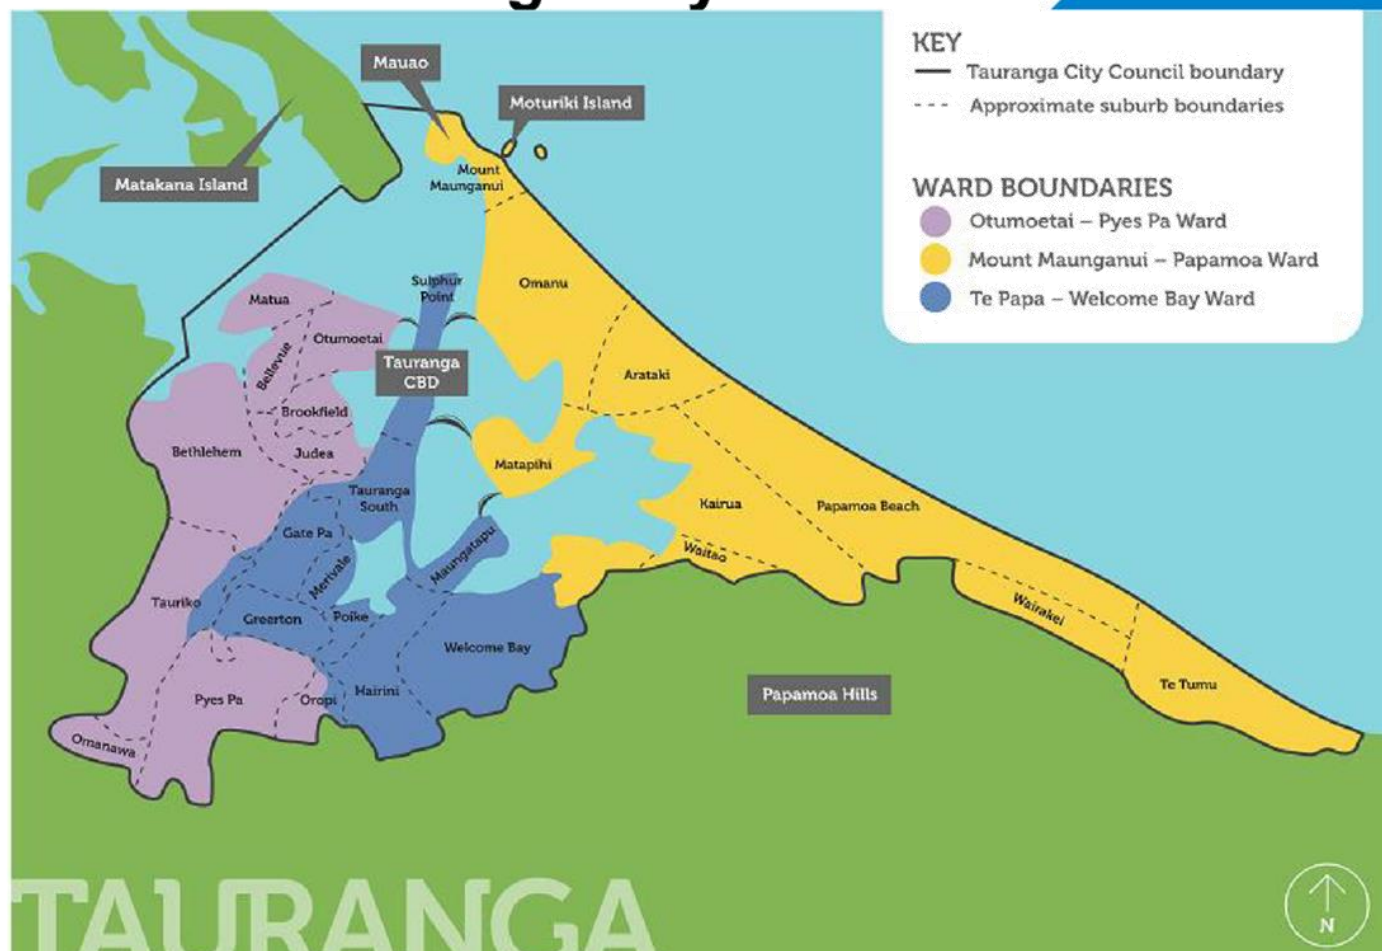 Mauao
Moturiki Island
Matakana Island
Mount
Maunganui
Sulphur
Point
Omanu
Matua
Otumoetai
Bellevue
Tauranga
CBD
Arataki
Brookfield
Bethlehem
Judea
Matapihi
Tauranga
South
Kairua
Papamoa Beach
Gate Pa
Maungatapu
Waitao
Merivale
Tauriko
Greerton
Poike
Wairakei
Welcome Bay
Te Tumu
Pyes Pa
Oropi
Hairini
Papamoa Hills
Omanawa
KEY
Tauranga City Council boundary
Approximate suburb boundaries
WARD BOUNDARIES
Otumoetai – Pyes Pa Ward
Mount Maunganui – Papamoa Ward
Te Papa – Welcome Bay Ward
TAURANGA
N